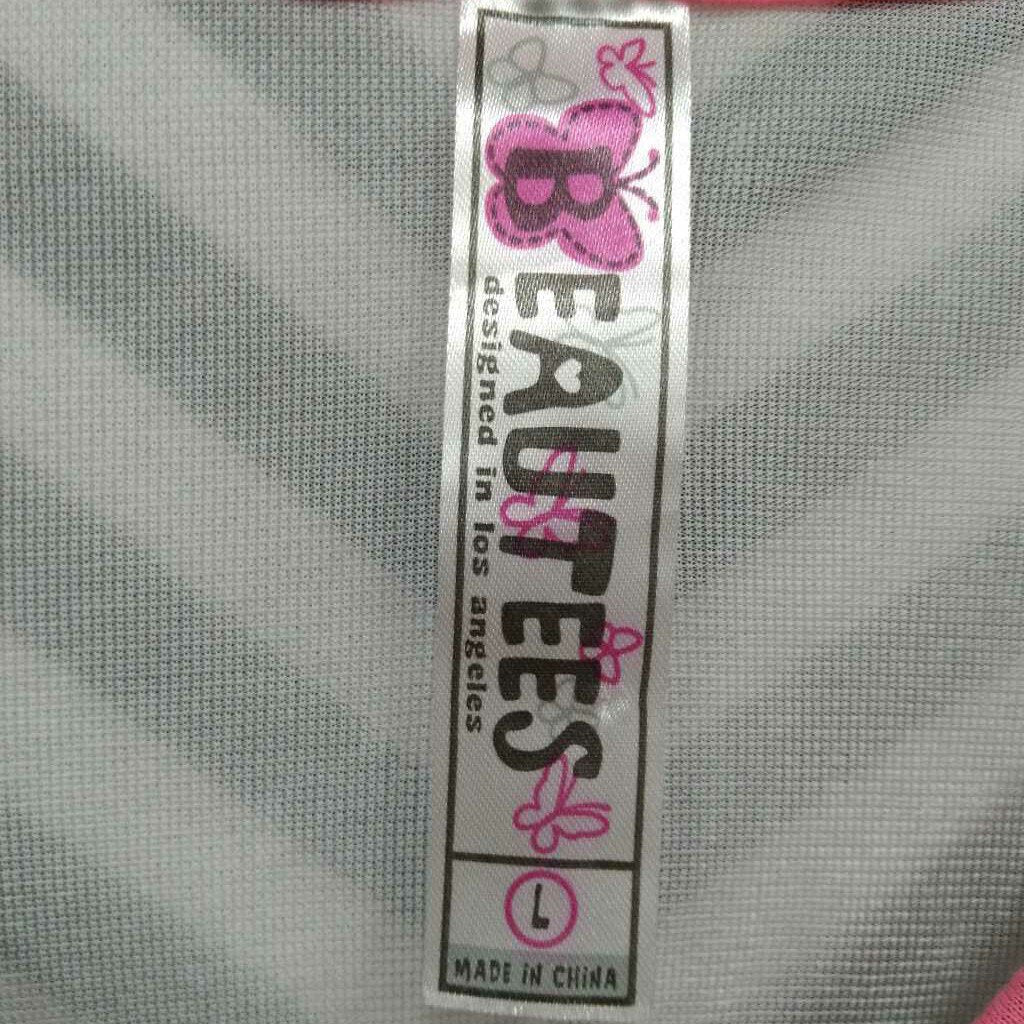 BEAUTEES
designed in los angeles
L
MADE IN CHINA